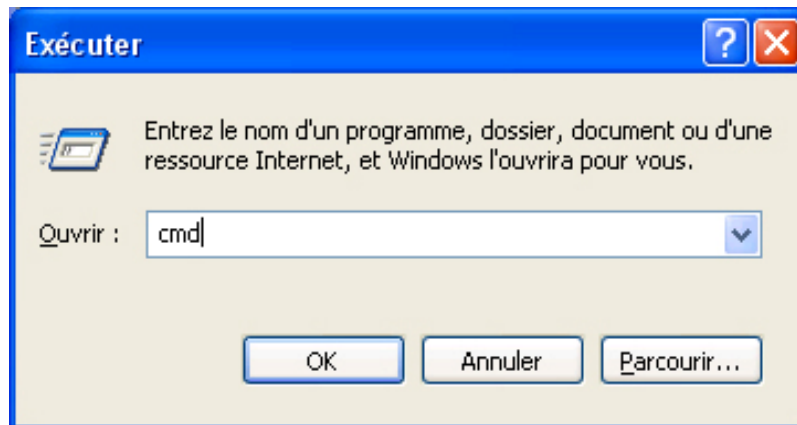 Exécuter
Entrez le nom d'un programme, dossier, document ou d'une
ressource Internet, et Windows l'ouvrira pour vous.
Ouvrir : cmd
OK Annuler Parcourir...